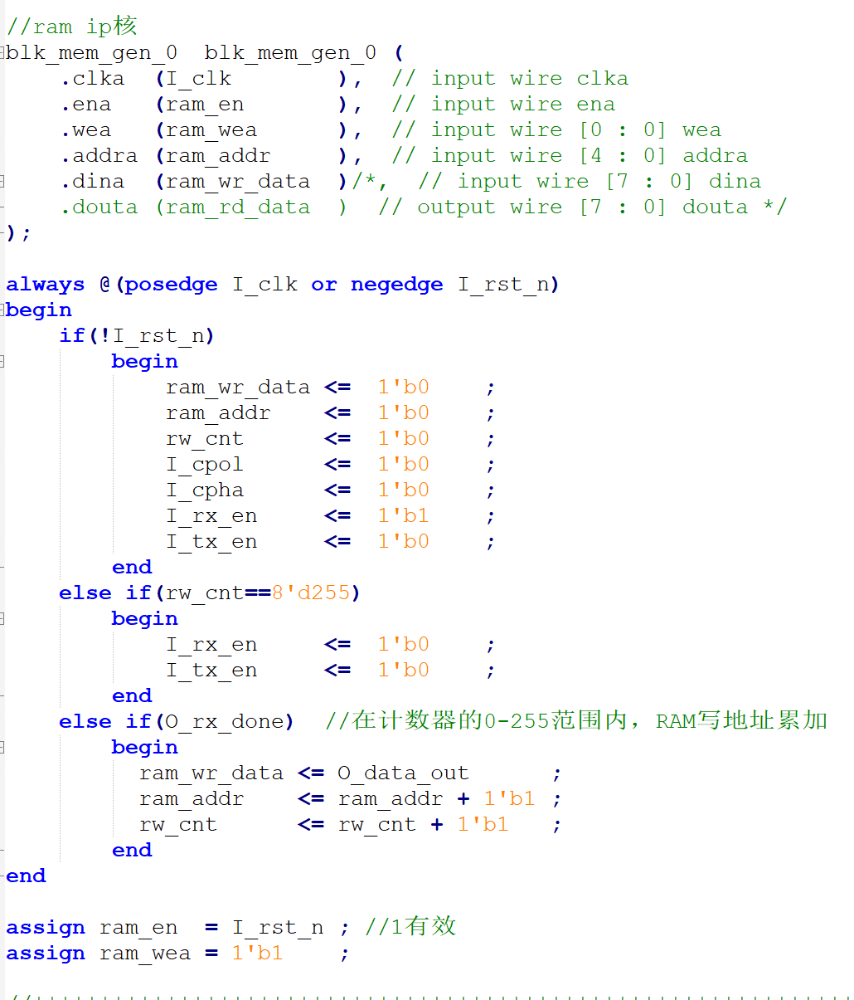 //ram ip核
blk_mem_gen_0  blk_mem_gen_0 (
    .clka  (I_clk        ),  // input wire clka
    .ena   (ram_en       ),  // input wire ena
    .wea   (ram_wea      ),  // input wire [0 : 0] wea
    .addra (ram_addr     ),  // input wire [4 : 0] addra
    .dina  (ram_wr_data  )/*,  // input wire [7 : 0] dina
    .douta (ram_rd_data  )  // output wire [7 : 0] douta */
);

always @(posedge I_clk or negedge I_rst_n)
begin
    if(!I_rst_n)
        begin
            ram_wr_data <=  1'b0    ;
            ram_addr    <=  1'b0    ;
            rw_cnt      <=  1'b0    ;
            I_cpol      <=  1'b0    ;
            I_cpha      <=  1'b0    ;
            I_rx_en     <=  1'b1    ;
            I_tx_en     <=  1'b0    ;
        end
    else if(rw_cnt==8'd255)
        begin
            I_rx_en     <=  1'b0    ;
            I_tx_en     <=  1'b0    ;
        end
    else if(O_rx_done)  //在计数器的0-255范围内，RAM写地址累加
        begin
          ram_wr_data <= O_data_out      ;
          ram_addr    <= ram_addr + 1'b1 ;
          rw_cnt      <= rw_cnt + 1'b1   ;
        end
end

assign ram_en  = I_rst_n ; //1有效
assign ram_wea = 1'b1    ;